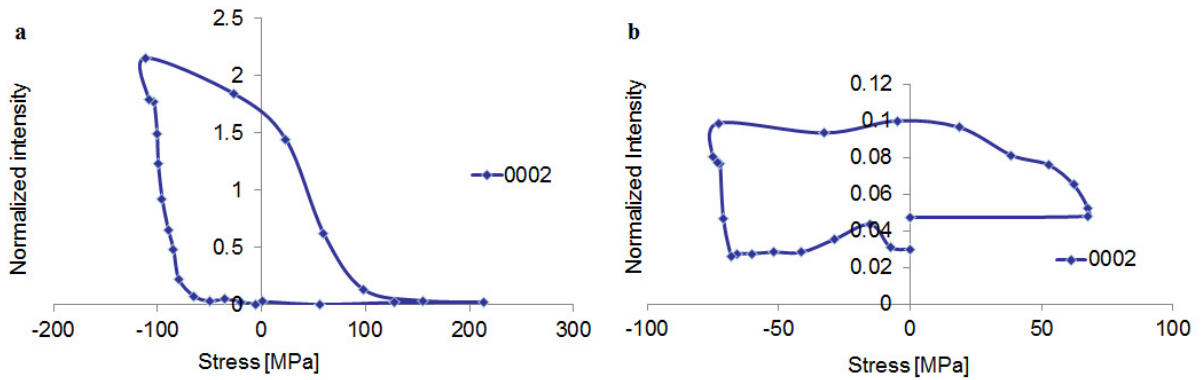 a
2.5
2
1.5
1
0.5
0
-200 -100 0 100 200 300
Normalized intensity
Stress [MPa]
0002
b
0.12
0.1
0.08
0.06
0.04
0.02
0
-100 -50 0 50 100
Normalized Intensity
Stress [MPa]
0002